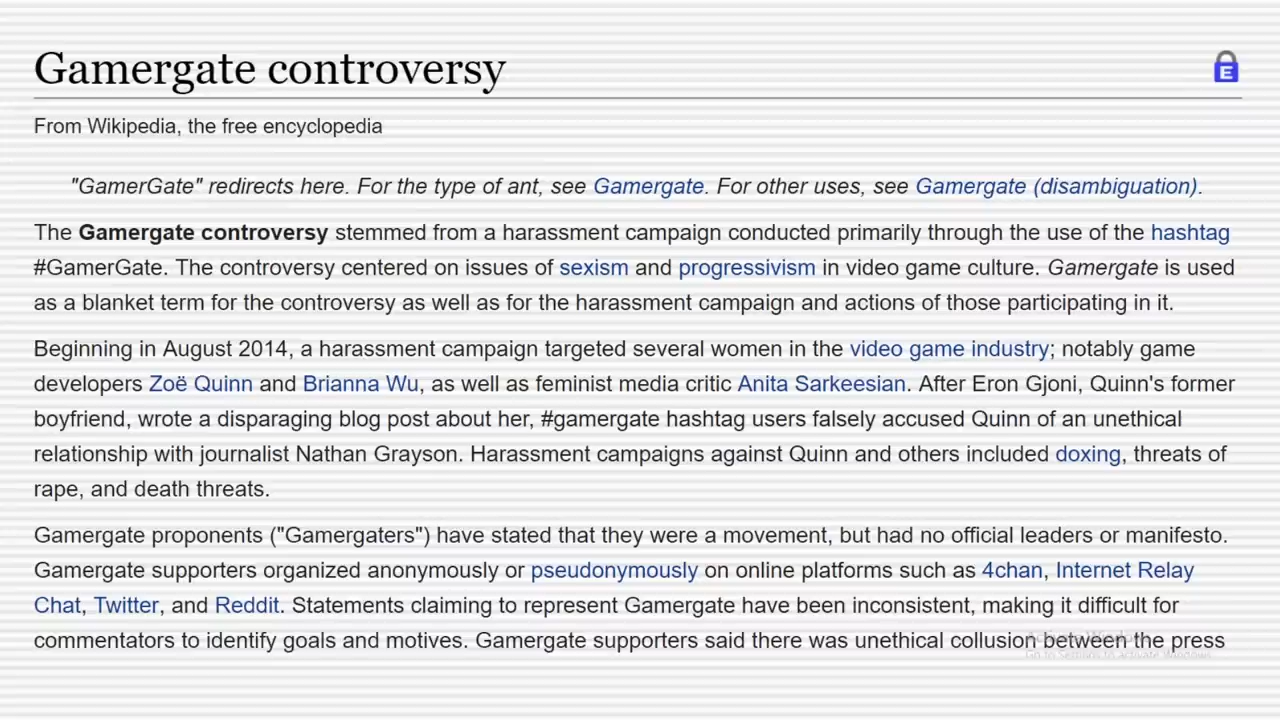 Gamergate controversy
E
From Wikipedia, the free encyclopedia
"GamerGate" redirects here. For the type of ant, see Gamergate. For other uses, see Gamergate (disambiguation).
The Gamergate controversy stemmed from a harassment campaign conducted primarily through the use of the hashtag
#GamerGate. The controversy centered on issues of sexism and progressivism in video game culture. Gamergate is used
as a blanket term for the controversy as well as for the harassment campaign and actions of those participating in it.
Beginning in August 2014, a harassment campaign targeted several women in the video game industry; notably game
developers Zoë Quinn and Brianna Wu, as well as feminist media critic Anita Sarkeesian. After Eron Gjoni, Quinn's former
boyfriend, wrote a disparaging blog post about her, #gamergate hashtag users falsely accused Quinn of an unethical
relationship with journalist Nathan Grayson. Harassment campaigns against Quinn and others included doxing, threats of
rape, and death threats.
Gamergate proponents ("Gamergaters") have stated that they were a movement, but had no official leaders or manifesto.
Gamergate supporters organized anonymously or pseudonymously on online platforms such as 4chan, Internet Relay
Chat, Twitter, and Reddit. Statements claiming to represent Gamergate have been inconsistent, making it difficult for
commentators to identify goals and motives. Gamergate supporters said there was unethical collusion between the press
Activate Windows
Go to Settings to activate Windows.